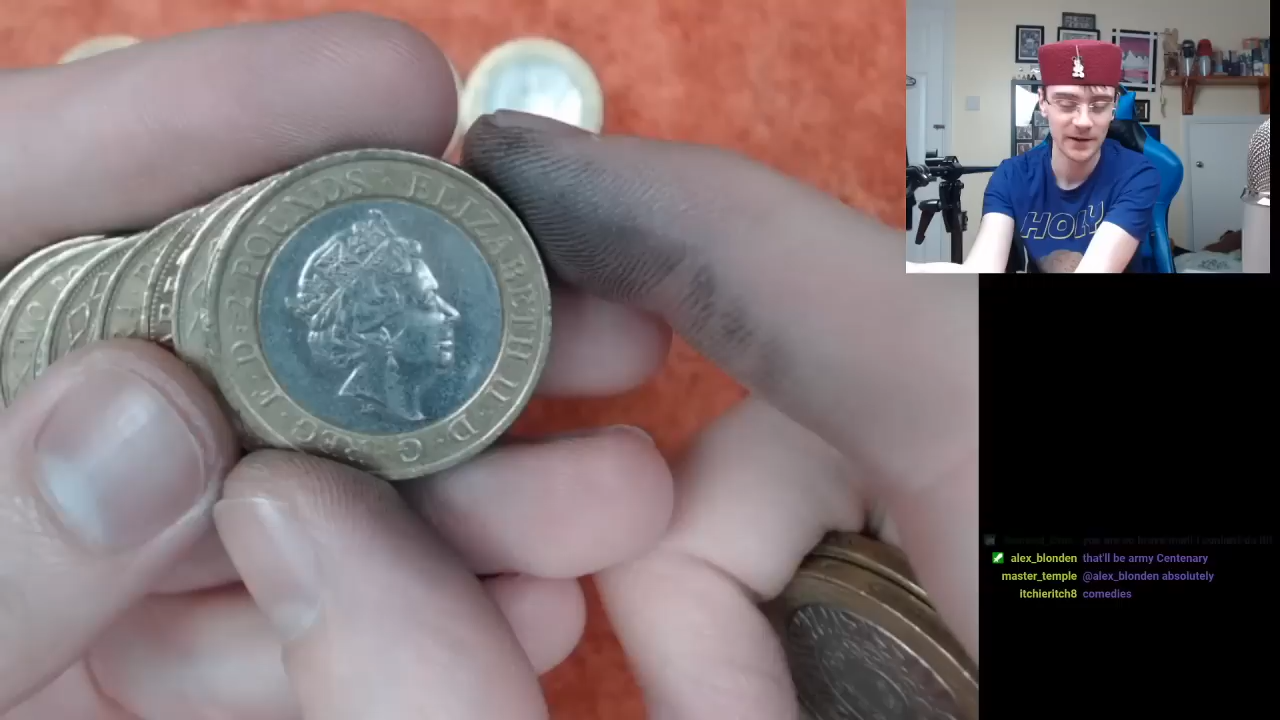 2 POUNDS · ELIZABETH II · D · G · REG · F · D ·
HOLY
alex_blonden that'll be army Centenary
master_temple @alex_blonden absolutely
itchieritch8 comedies